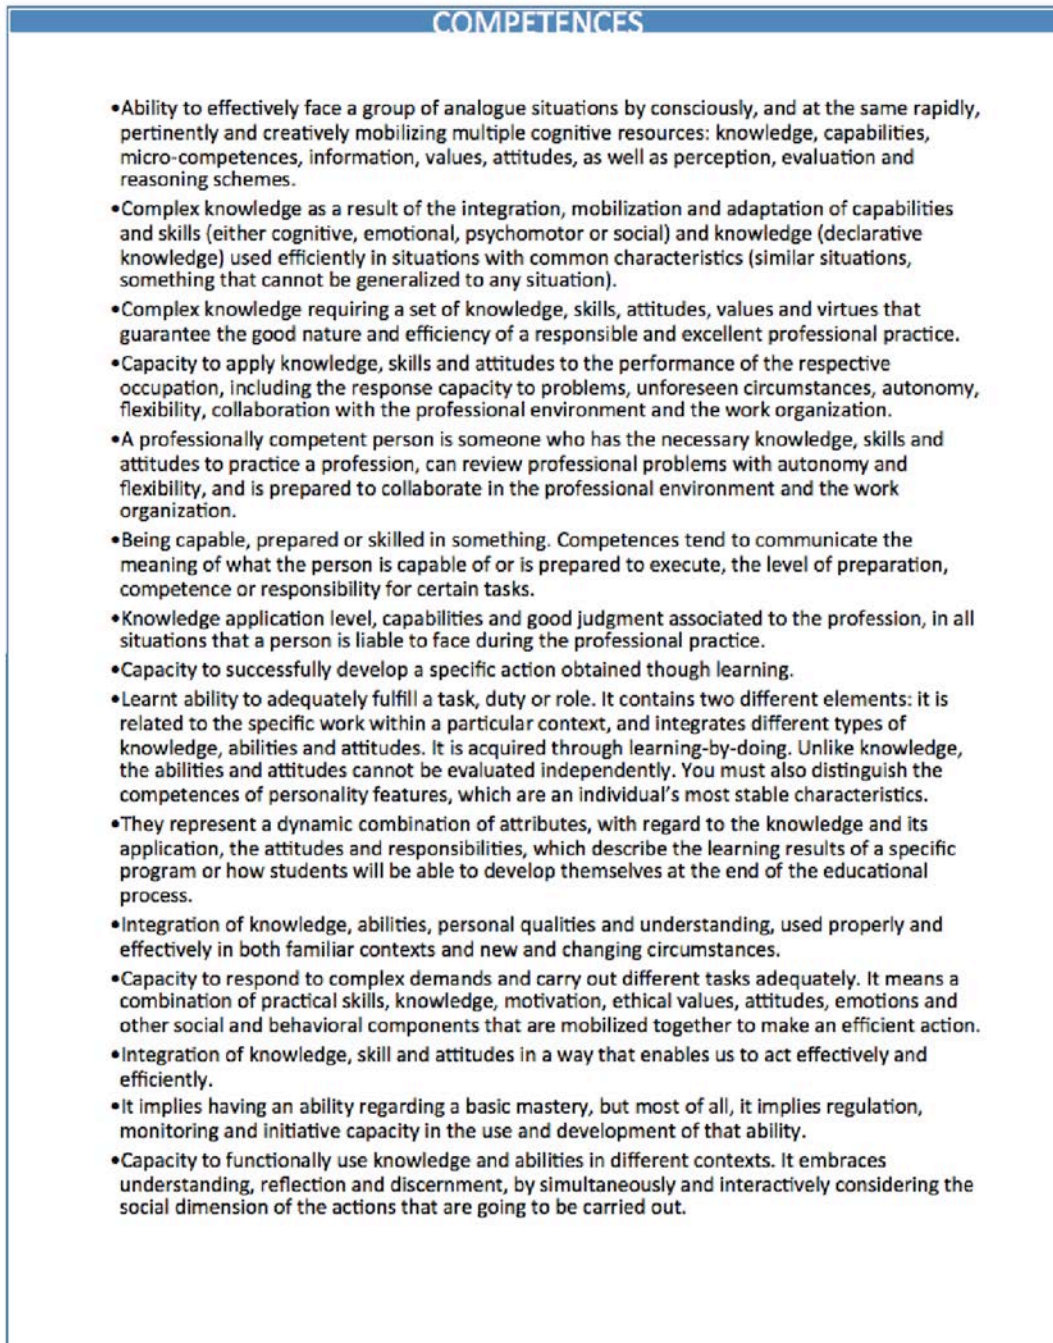 COMPETENCES
•Ability to effectively face a group of analogue situations by consciously, and at the same rapidly,
pertinently and creatively mobilizing multiple cognitive resources: knowledge, capabilities,
micro-competences, information, values, attitudes, as well as perception, evaluation and
reasoning schemes.
•Complex knowledge as a result of the integration, mobilization and adaptation of capabilities
and skills (either cognitive, emotional, psychomotor or social) and knowledge (declarative
knowledge) used efficiently in situations with common characteristics (similar situations,
something that cannot be generalized to any situation).
•Complex knowledge requiring a set of knowledge, skills, attitudes, values and virtues that
guarantee the good nature and efficiency of a responsible and excellent professional practice.
•Capacity to apply knowledge, skills and attitudes to the performance of the respective
occupation, including the response capacity to problems, unforeseen circumstances, autonomy,
flexibility, collaboration with the professional environment and the work organization.
•A professionally competent person is someone who has the necessary knowledge, skills and
attitudes to practice a profession, can review professional problems with autonomy and
flexibility, and is prepared to collaborate in the professional environment and the work
organization.
•Being capable, prepared or skilled in something. Competences tend to communicate the
meaning of what the person is capable of or is prepared to execute, the level of preparation,
competence or responsibility for certain tasks.
•Knowledge application level, capabilities and good judgment associated to the profession, in all
situations that a person is liable to face during the professional practice.
•Capacity to successfully develop a specific action obtained though learning.
•Learnt ability to adequately fulfill a task, duty or role. It contains two different elements: it is
related to the specific work within a particular context, and integrates different types of
knowledge, abilities and attitudes. It is acquired through learning-by-doing. Unlike knowledge,
the abilities and attitudes cannot be evaluated independently. You must also distinguish the
competences of personality features, which are an individual's most stable characteristics.
•They represent a dynamic combination of attributes, with regard to the knowledge and its
application, the attitudes and responsibilities, which describe the learning results of a specific
program or how students will be able to develop themselves at the end of the educational
process.
•Integration of knowledge, abilities, personal qualities and understanding, used properly and
effectively in both familiar contexts and new and changing circumstances.
•Capacity to respond to complex demands and carry out different tasks adequately. It means a
combination of practical skills, knowledge, motivation, ethical values, attitudes, emotions and
other social and behavioral components that are mobilized together to make an efficient action.
•Integration of knowledge, skill and attitudes in a way that enables us to act effectively and
efficiently.
•It implies having an ability regarding a basic mastery, but most of all, it implies regulation,
monitoring and initiative capacity in the use and development of that ability.
•Capacity to functionally use knowledge and abilities in different contexts. It embraces
understanding, reflection and discernment, by simultaneously and interactively considering the
social dimension of the actions that are going to be carried out.